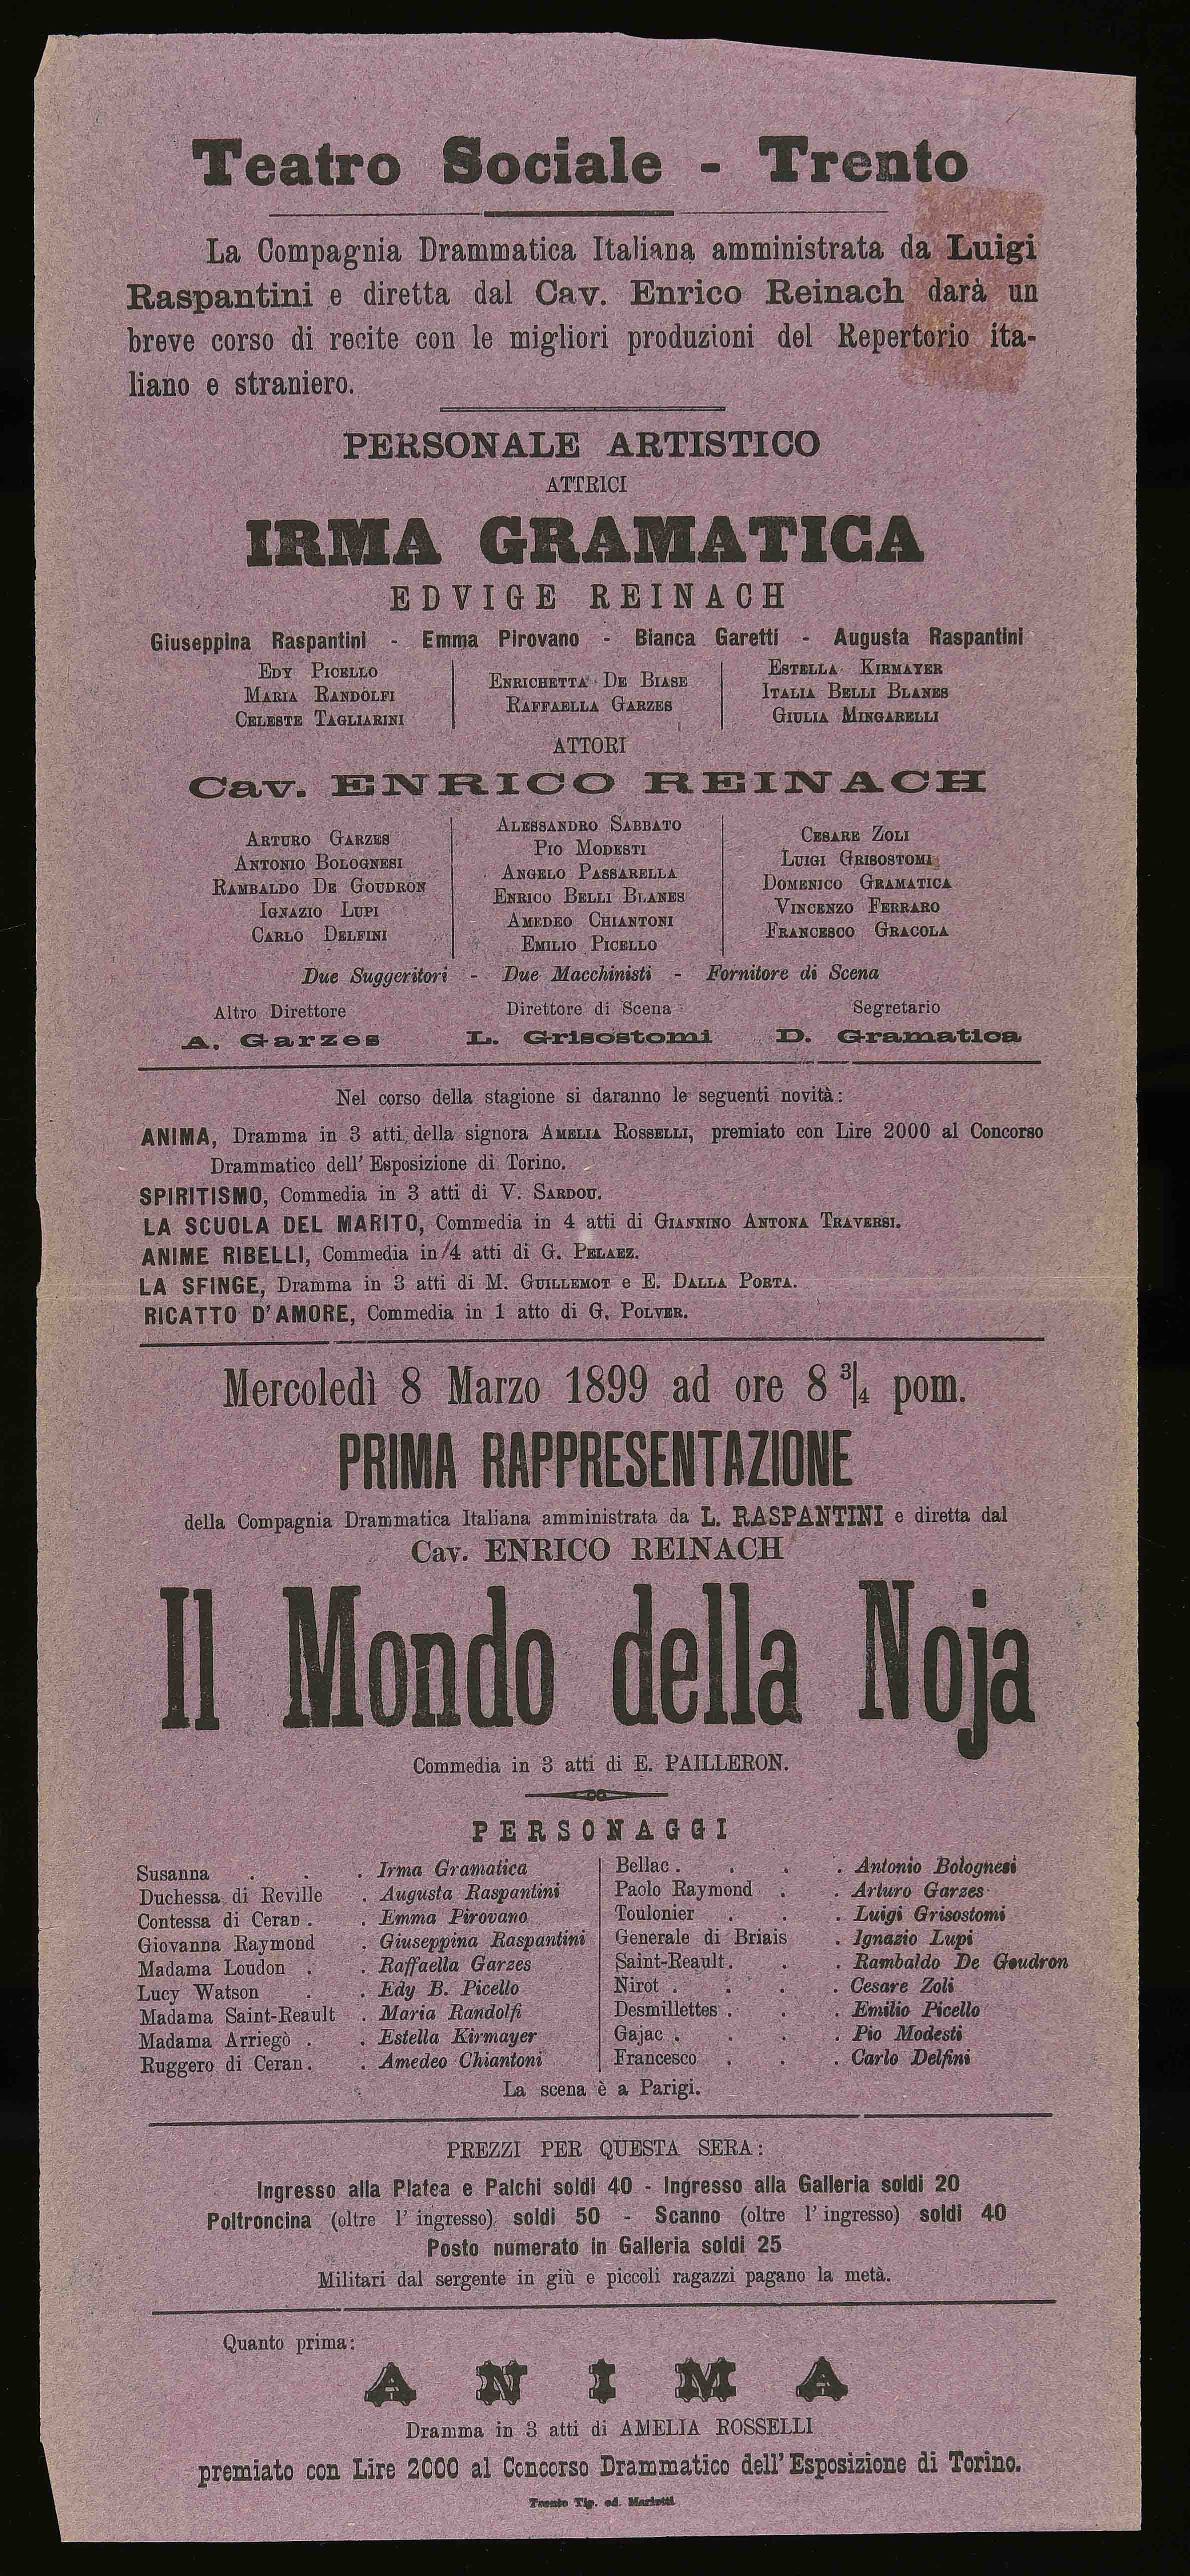 Teatro Sociale - Trento
La Compagnia Drammatica Italiana amministrata da Luigi
Raspantini e diretta dal Cav. Enrico Reinach darà un
breve corso di recite con le migliori produzioni del Repertorio ita-
liano e straniero.
PERSONALE ARTISTICO
ATTRICI
IRMA GRAMATICA
EDVIGE REINACH
Giuseppina Raspantini - Emma Pirovano - Bianca Garetti - Augusta Raspantini
EDY PICELLO
MARIA RANDOLFI
CELESTE TAGLIARINI
ENRICHETTA DE BIASE
RAFFAELLA GARZES
ESTELLA KIRMAYER
ITALIA BELLI BLANES
GIULIA MINGARELLI
ATTORI
Cav. ENRICO REINACH
ARTURO GARZES
ANTONIO BOLOGNESI
RAMBALDO DE GOUDRON
IGNAZIO LUPI
CARLO DELFINI
ALESSANDRO SABBATO
PIO MODESTI
ANGELO PASSARELLA
ENRICO BELLI BLANES
AMEDEO CHIANTONI
EMILIO PICELLO
CESARE ZOLI
LUIGI GRISOSTOMI
DOMENICO GRAMATICA
VINCENZO FERRARO
FRANCESCO GRACOLA
Due Suggeritori - Due Macchinisti - Fornitore di Scena
Altro Direttore Direttore di Scena Segretario
A. Garzes L. Grisostomi D. Gramatica
Nel corso della stagione si daranno le seguenti novità:
ANIMA, Dramma in 3 atti della signora AMELIA ROSSELLI, premiato con Lire 2000 al Concorso
Drammatico dell' Esposizione di Torino.
SPIRITISMO, Commedia in 3 atti di V. SARDOU.
LA SCUOLA DEL MARITO, Commedia in 4 atti di GIANNINO ANTONA TRAVERSI.
ANIME RIBELLI, Commedia in 4 atti di G. PELAEZ.
LA SFINGE, Dramma in 3 atti di M. GUILLEMOT e E. DALLA PORTA.
RICATTO D'AMORE, Commedia in 1 atto di G. POLVER.
Mercoledì 8 Marzo 1899 ad ore 8 3/4 pom.
PRIMA RAPPRESENTAZIONE
della Compagnia Drammatica Italiana amministrata da L. RASPANTINI e diretta dal
Cav. ENRICO REINACH
Il Mondo della Noja
Commedia in 3 atti di E. PAILLERON.
PERSONAGGI
Susanna . . . Irma Gramatica
Duchessa di Reville . Augusta Raspantini
Contessa di Ceran . . Emma Pirovano
Giovanna Raymond . Giuseppina Raspantini
Madama Loudon . . Raffaella Garzes
Lucy Watson . . Edy B. Picello
Madama Saint-Reault . Maria Randolfi
Madama Arriegò . . Estella Kirmayer
Ruggero di Ceran . . Amedeo Chiantoni
Bellac . . . . Antonio Bolognesi
Paolo Raymond . . Arturo Garzes
Toulonier . . . Luigi Grisostomi
Generale di Briais . Ignazio Lupi
Saint-Reault . . . Rambaldo De Goudron
Nirot . . . . Cesare Zoli
Desmillettes . . . Emilio Picello
Gajac . . . . Pio Modesti
Francesco . . . Carlo Delfini
La scena è a Parigi.
PREZZI PER QUESTA SERA:
Ingresso alla Platea e Palchi soldi 40 - Ingresso alla Galleria soldi 20
Poltroncina (oltre l' ingresso) soldi 50 - Scanno (oltre l' ingresso) soldi 40
Posto numerato in Galleria soldi 25
Militari dal sergente in giù e piccoli ragazzi pagano la metà.
Quanto prima:
ANIMA
Dramma in 3 atti di AMELIA ROSSELLI
premiato con Lire 2000 al Concorso Drammatico dell' Esposizione di Torino.
Trento Tip. ed. Marietti